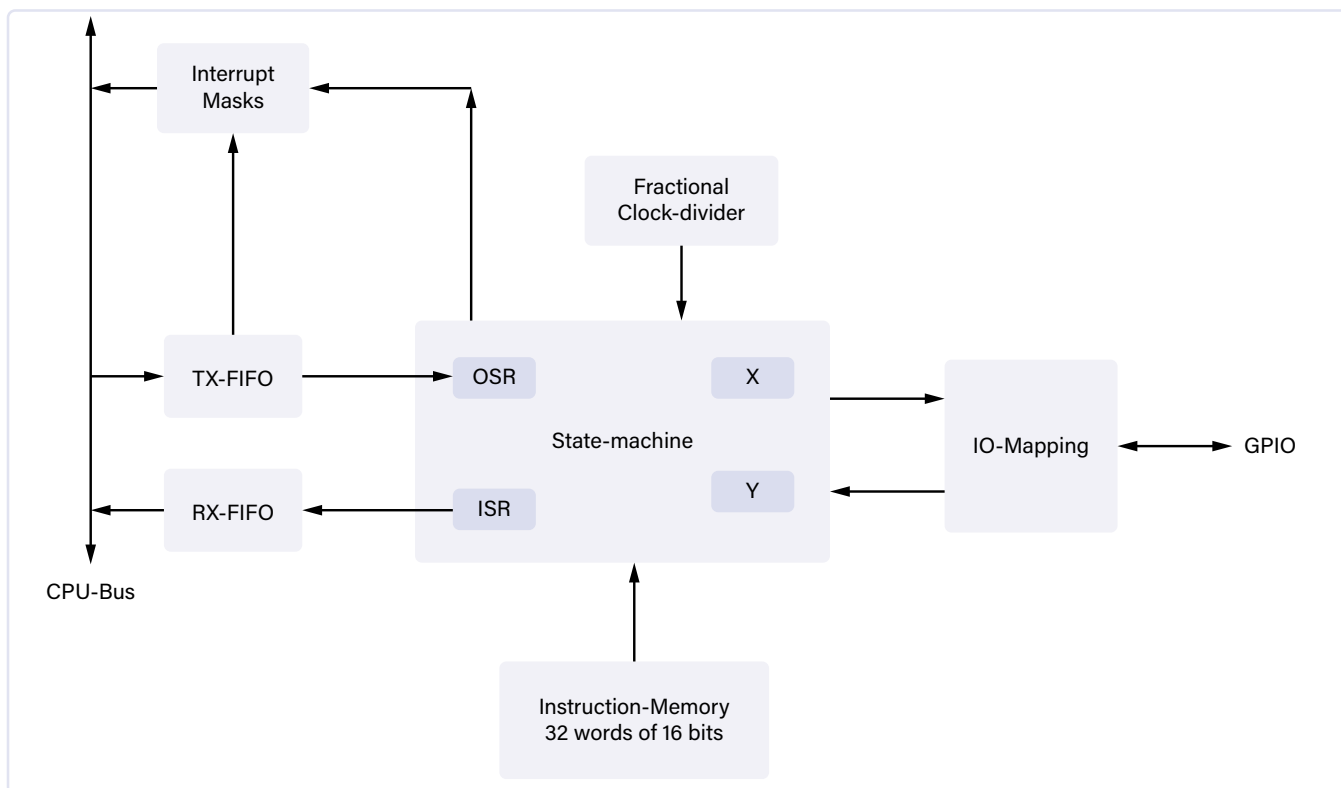 Interrupt
Masks
Fractional
Clock-divider
TX-FIFO
OSR
X
State-machine
IO-Mapping
GPIO
RX-FIFO
ISR
Y
CPU-Bus
Instruction-Memory
32 words of 16 bits